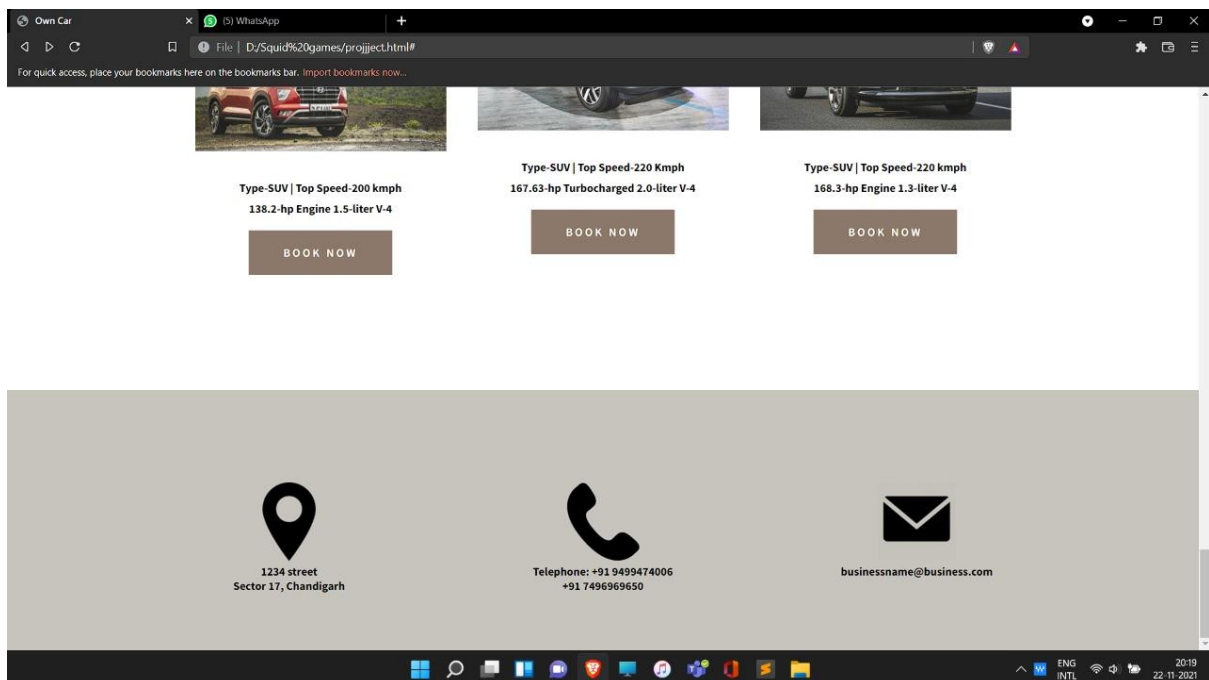 Own Car
(5) WhatsApp
File | D:/Squid%20games/projject.html#
For quick access, place your bookmarks here on the bookmarks bar. Import bookmarks now...
Type-SUV | Top Speed-200 kmph
138.2-hp Engine 1.5-liter V-4
BOOK NOW
Type-SUV | Top Speed-220 Kmph
167.63-hp Turbocharged 2.0-liter V-4
BOOK NOW
Type-SUV | Top Speed-220 kmph
168.3-hp Engine 1.3-liter V-4
BOOK NOW
1234 street
Sector 17, Chandigarh
Telephone: +91 9499474006
+91 7496969650
businessname@business.com
ENG
INTL
20:19
22-11-2021